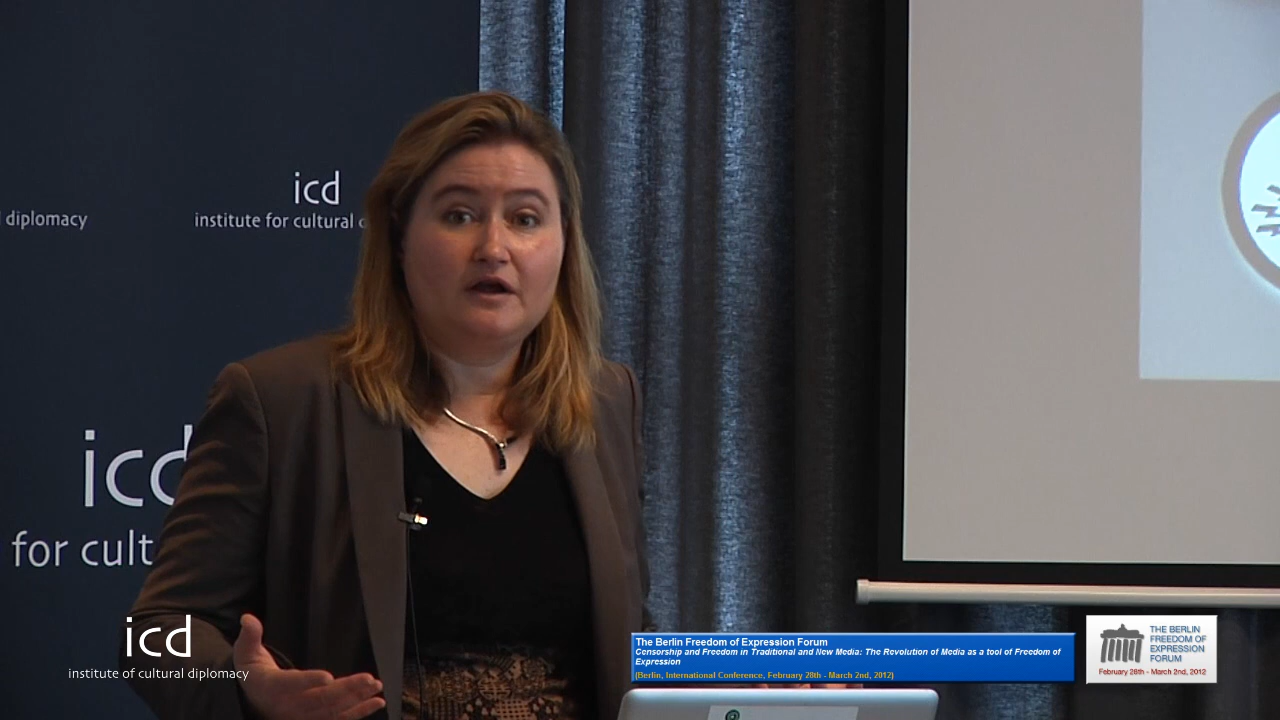 icd
l diplomacy
institute for cultural
icd
for cult
icd
institute of cultural diplomacy
The Berlin Freedom of Expression Forum
Censorship and Freedom in Traditional and New Media: The Revolution of Media as a tool of Freedom of
Expression
(Berlin, International Conference, February 28th - March 2nd, 2012)
THE BERLIN
FREEDOM OF
EXPRESSION
FORUM
February 28th - March 2nd, 2012